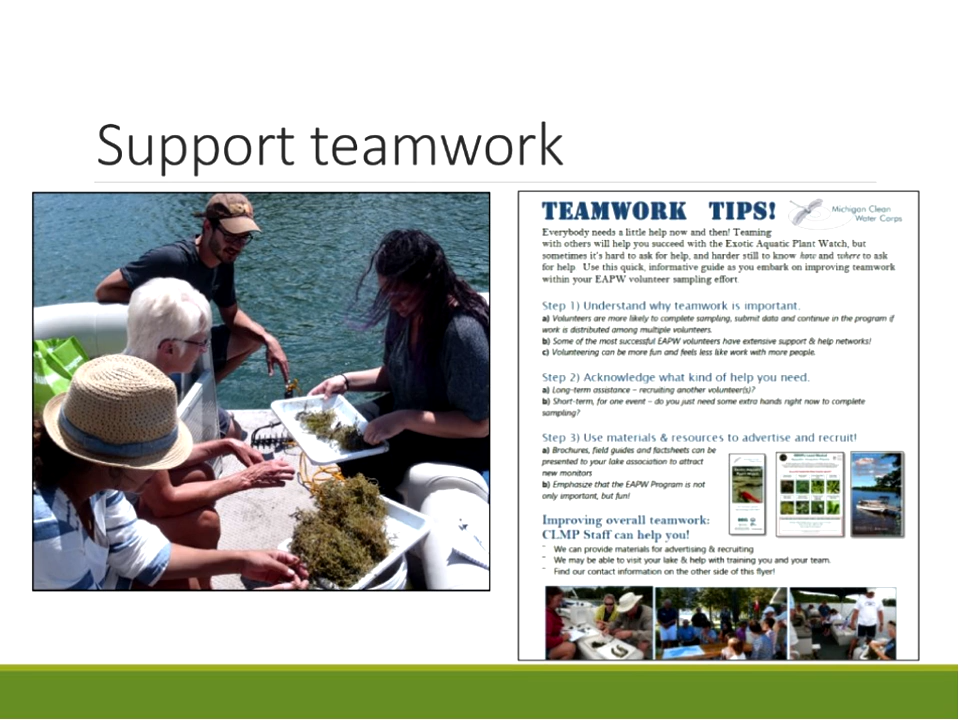 Support teamwork
TEAMWORK TIPS!
Michigan Clean
Water Corps
Everybody needs a little help now and then! Teaming
with others will help you succeed with the Exotic Aquatic Plant Watch, but
sometimes it's hard to ask for help, and harder still to know how and where to ask
for help. Use this quick, informative guide as you embark on improving teamwork
within your EAPW volunteer sampling effort.
Step 1) Understand why teamwork is important.
a) Volunteers are more likely to complete sampling, submit data and continue in the program if
work is distributed among multiple volunteers.
b) Some of the most successful EAPW volunteers have extensive support & help networks!
c) Volunteering can be more fun and feels less like work with more people.
Step 2) Acknowledge what kind of help you need.
a) Long-term assistance – recruiting another volunteer(s)?
b) Short-term, for one event – do you just need some extra hands right now to complete
sampling?
Step 3) Use materials & resources to advertise and recruit!
a) Brochures, field guides and factsheets can be
presented to your lake association to attract
new monitors
b) Emphasize that the EAPW Program is not
only important, but fun!
Improving overall teamwork:
CLMP Staff can help you!
- We can provide materials for advertising & recruiting
- We may be able to visit your lake & help with training you and your team.
- Find our contact information on the other side of this flyer!